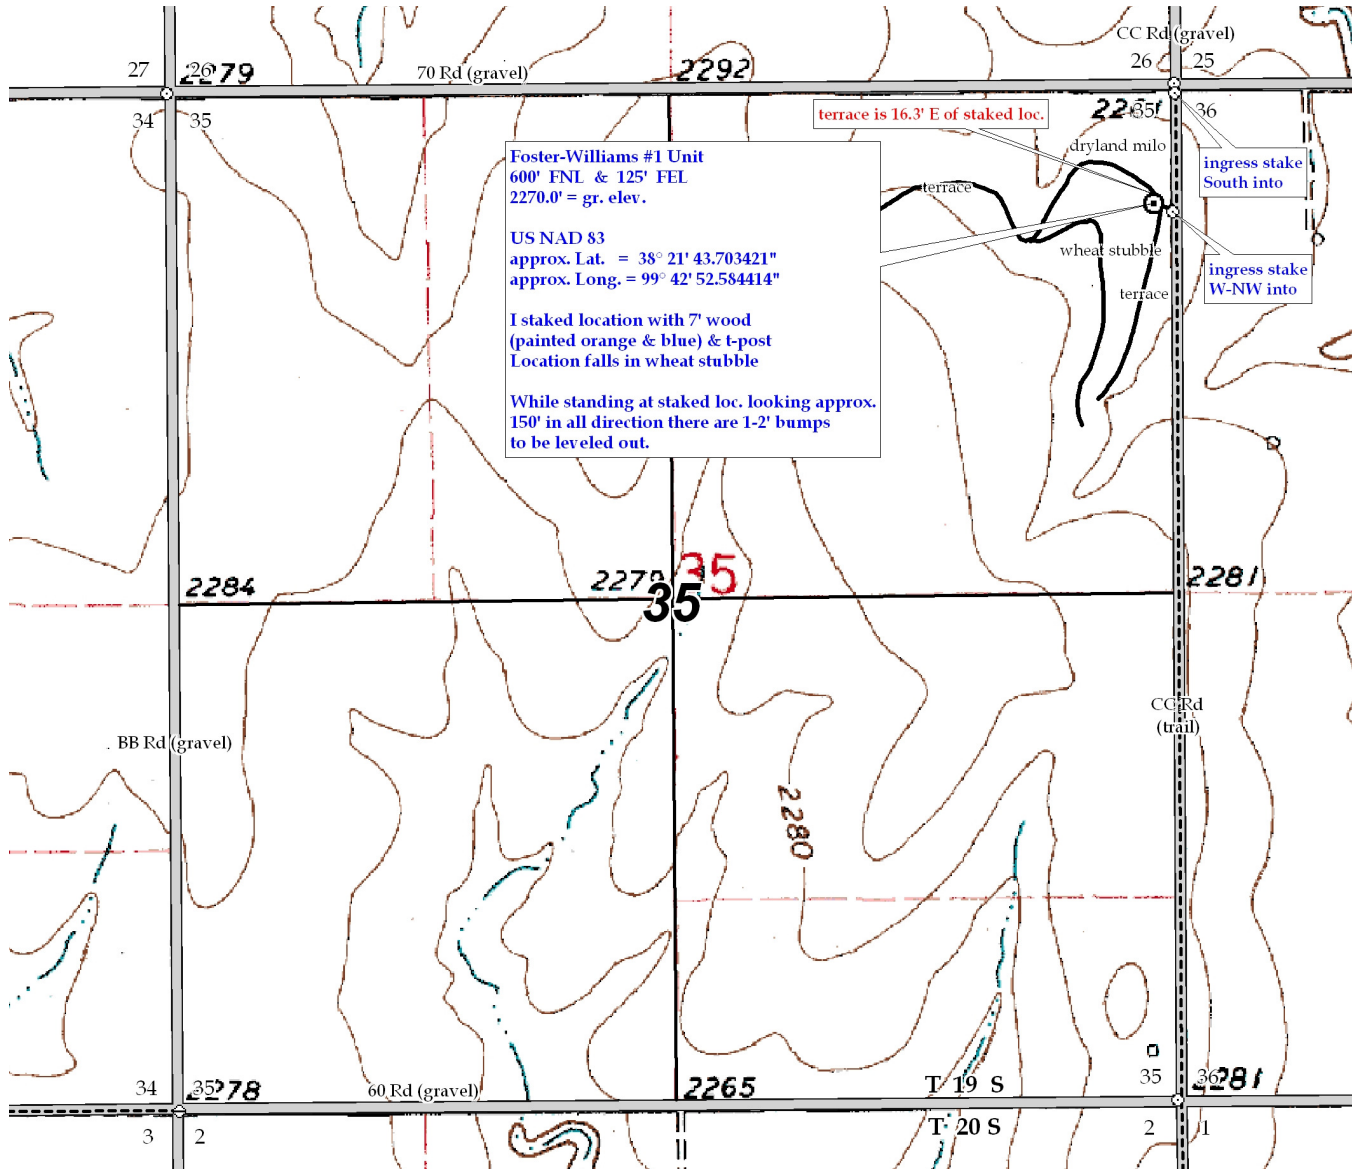 CC Rd (gravel)
27
26
2279
70 Rd (gravel)
2292
26
25
34
35
terrace is 16.3' E of staked loc.
35
36
dryland milo
Foster-Williams #1 Unit
600' FNL & 125' FEL
2270.0' = gr. elev.
US NAD 83
approx. Lat. = 38° 21' 43.703421"
approx. Long. = 99° 42' 52.584414"
I staked location with 7' wood
(painted orange & blue) & t-post
Location falls in wheat stubble
While standing at staked loc. looking approx.
150' in all direction there are 1-2' bumps
to be leveled out.
ingress stake
South into
terrace
wheat stubble
ingress stake
W-NW into
terrace
2284
35
35
2281
CC Rd
(trail)
BB Rd (gravel)
2280
34
35
2278
60 Rd (gravel)
2265
T 19 S
35
36
2281
3
2
T 20 S
2
1